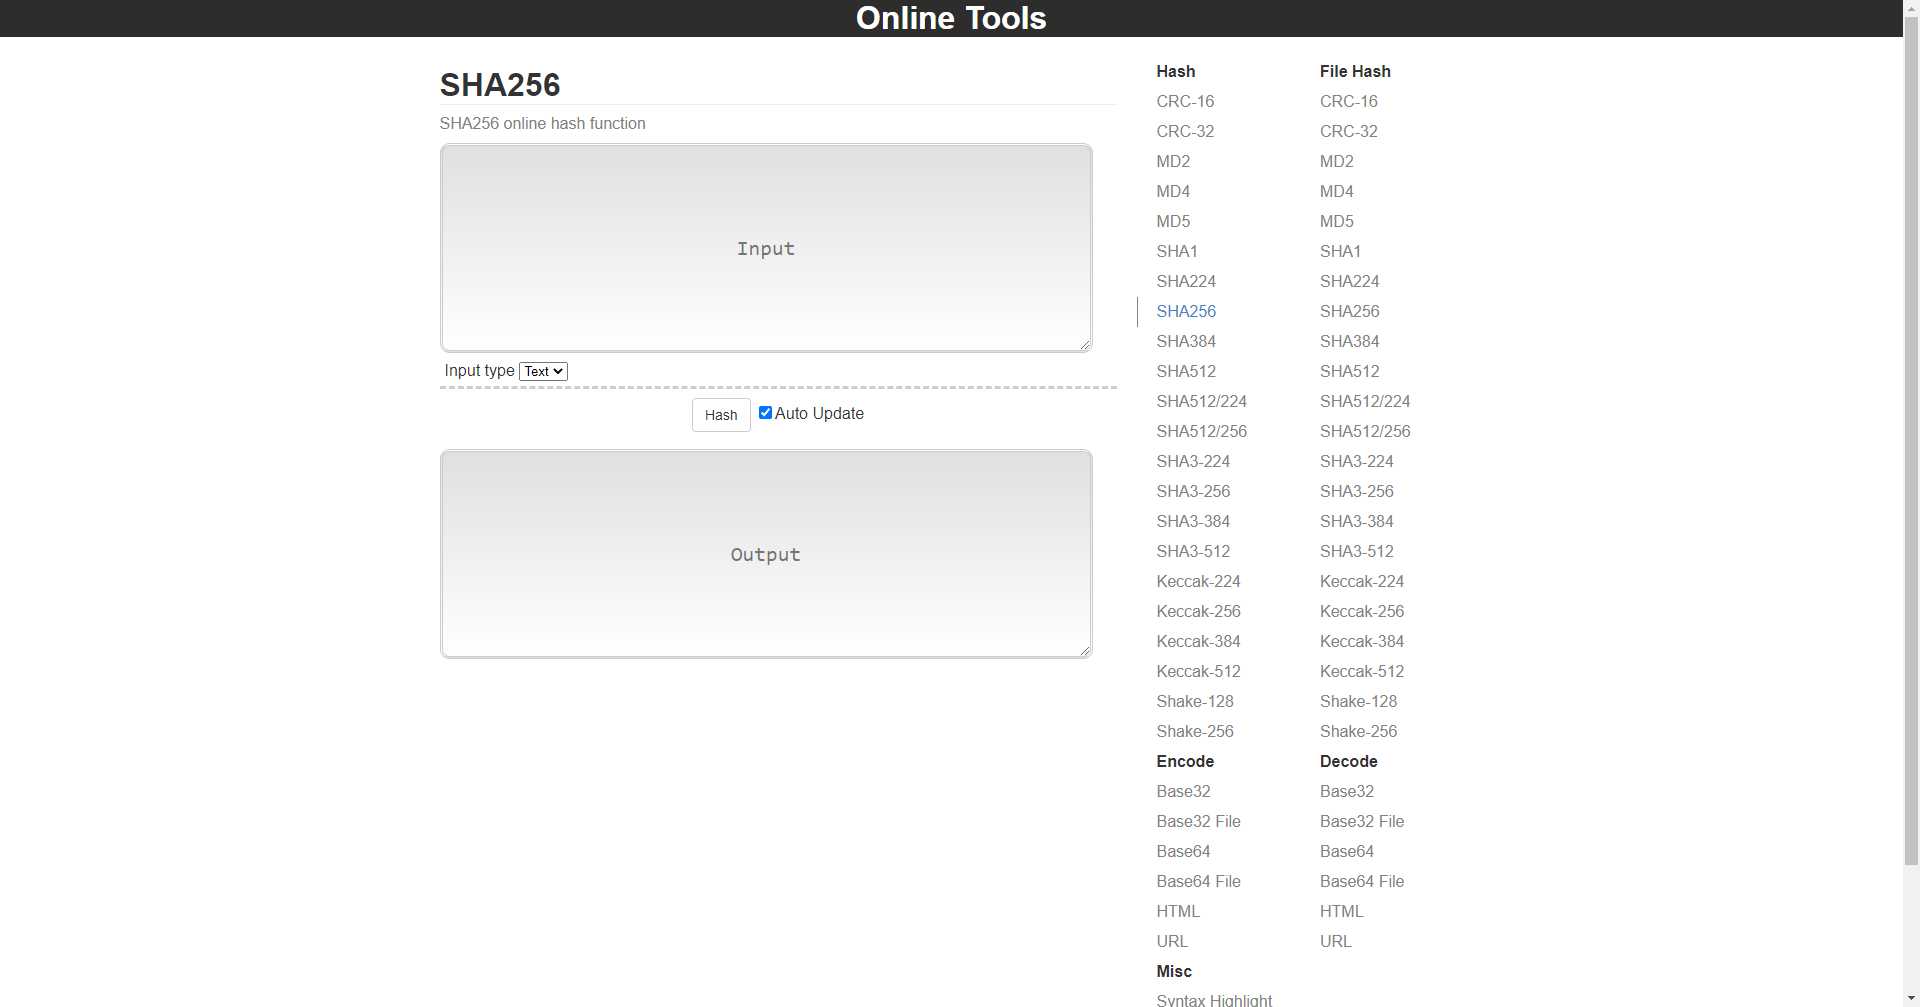 Online Tools
SHA256
SHA256 online hash function
Input
Input type Text
Hash Auto Update
Output
Hash
CRC-16
CRC-32
MD2
MD4
MD5
SHA1
SHA224
SHA256
SHA384
SHA512
SHA512/224
SHA512/256
SHA3-224
SHA3-256
SHA3-384
SHA3-512
Keccak-224
Keccak-256
Keccak-384
Keccak-512
Shake-128
Shake-256
Encode
Base32
Base32 File
Base64
Base64 File
HTML
URL
Misc
Syntax Highlight
File Hash
CRC-16
CRC-32
MD2
MD4
MD5
SHA1
SHA224
SHA256
SHA384
SHA512
SHA512/224
SHA512/256
SHA3-224
SHA3-256
SHA3-384
SHA3-512
Keccak-224
Keccak-256
Keccak-384
Keccak-512
Shake-128
Shake-256
Decode
Base32
Base32 File
Base64
Base64 File
HTML
URL